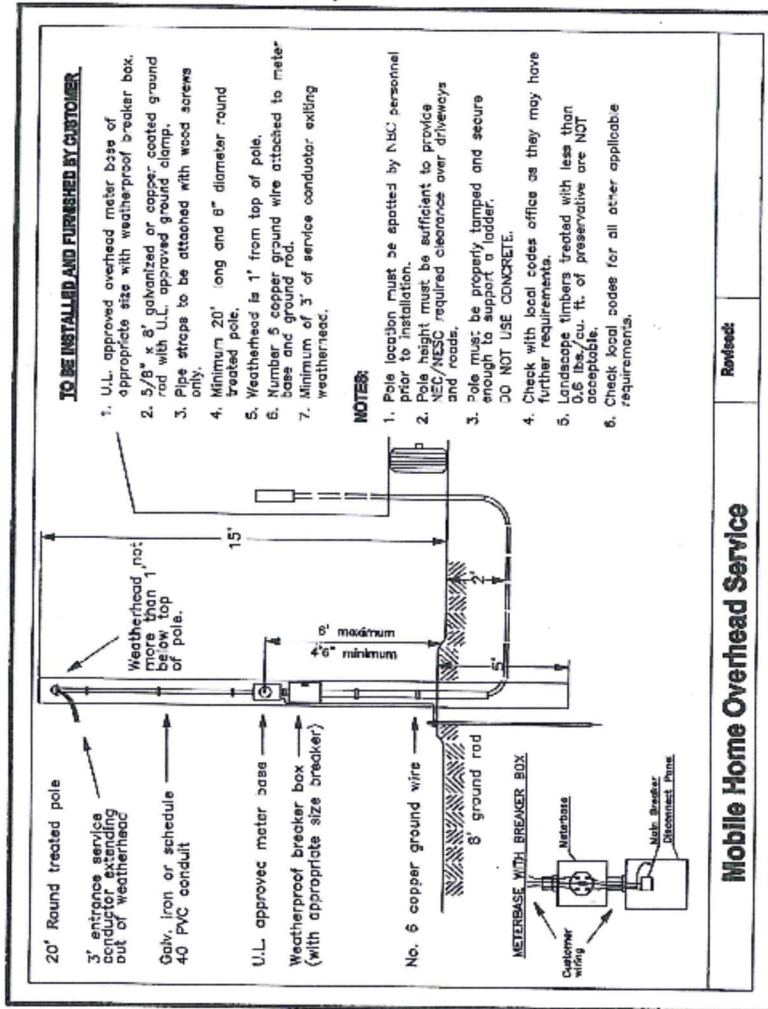 20' Round treated pole
3' entrance service
conductor extending
out of weatherhead
Galv. iron or schedule
40 PVC conduit
U.L. approved meter base
Weatherproof breaker box
(with appropriate size breaker)
No. 6 copper ground wire
Weatherhead not
more than 1'
below top
of pole.
15'
6' maximum
4'6" minimum
2'
5'
8' ground rod
METERBASE WITH BREAKER BOX
Customer
wiring
Meterbase
Main Breaker
Disconnect Panel
TO BE INSTALLED AND FURNISHED BY CUSTOMER
1. U.L. approved overhead meter base of
appropriate size with weatherproof breaker box.
2. 5/8" x 8' galvanized or copper coated ground
rod with U.L. approved ground clamp.
3. Pipe straps to be attached with wood screws
only.
4. Minimum 20' long and 6" diameter round
treated pole.
5. Weatherhead is 1' from top of pole.
6. Number 6 copper ground wire attached to meter
base and ground rod.
7. Minimum of 3' of service conductor exiting
weatherhead.
NOTES:
1. Pole location must be spotted by personnel
prior to installation.
2. Pole height must be sufficient to provide
NEC/NESC required clearance over driveways
and roads.
3. Pole must be properly tamped and secure
enough to support a ladder.
DO NOT USE CONCRETE.
4. Check with local codes office as they may have
further requirements.
5. Landscape timbers treated with less than
0.6 lbs./cu. ft. of preservative are NOT
acceptable.
6. Check local codes for all other applicable
requirements.
Mobile Home Overhead Service
Revised: